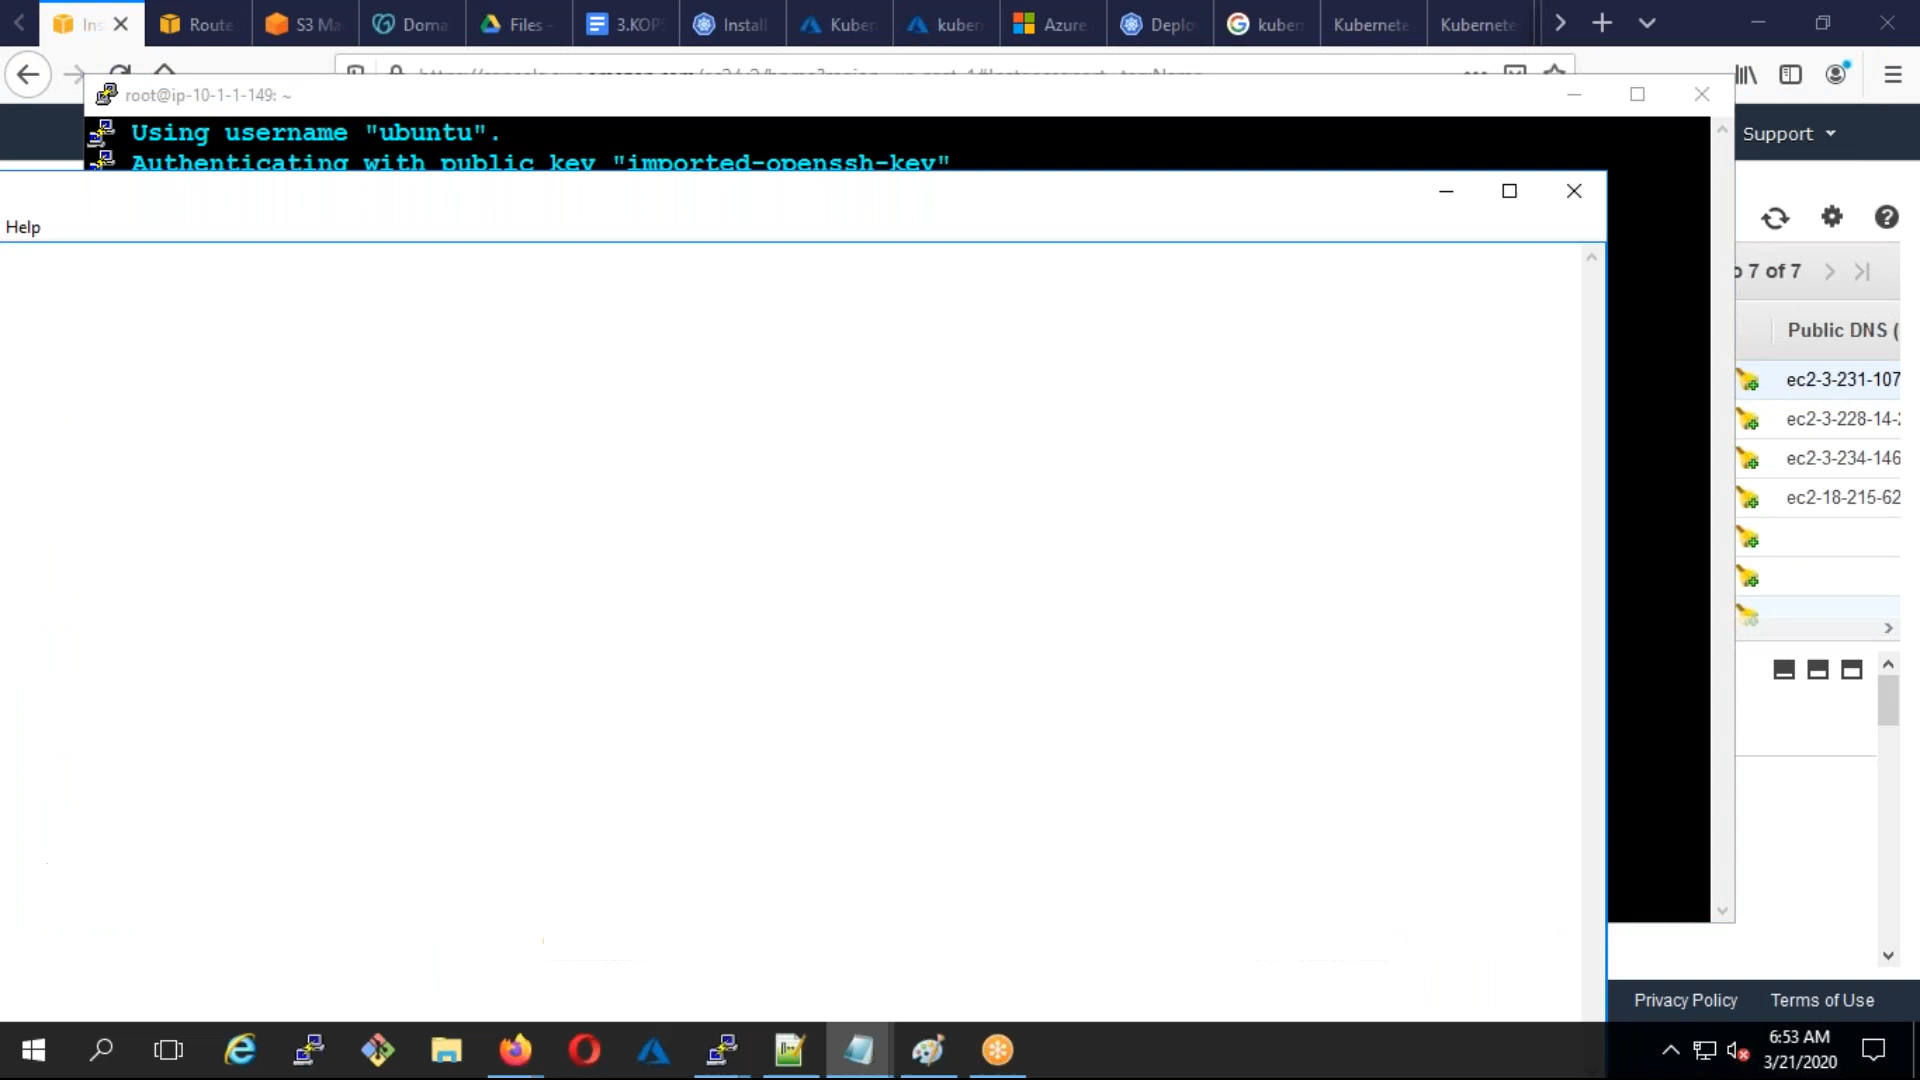 Ins
Route
S3 Ma
Doma
Files -
3.KOPS
Install
Kuber
kuber
Azure
Deplo
kuber
Kubernete
Kubernete
root@ip-10-1-1-149: ~
Using username "ubuntu".
Authenticating with public key "imported-openssh-key"
Support
Help
7 of 7
Public DNS (
ec2-3-231-107
ec2-3-228-14-
ec2-3-234-146
ec2-18-215-62
Privacy Policy
Terms of Use
6:53 AM
3/21/2020